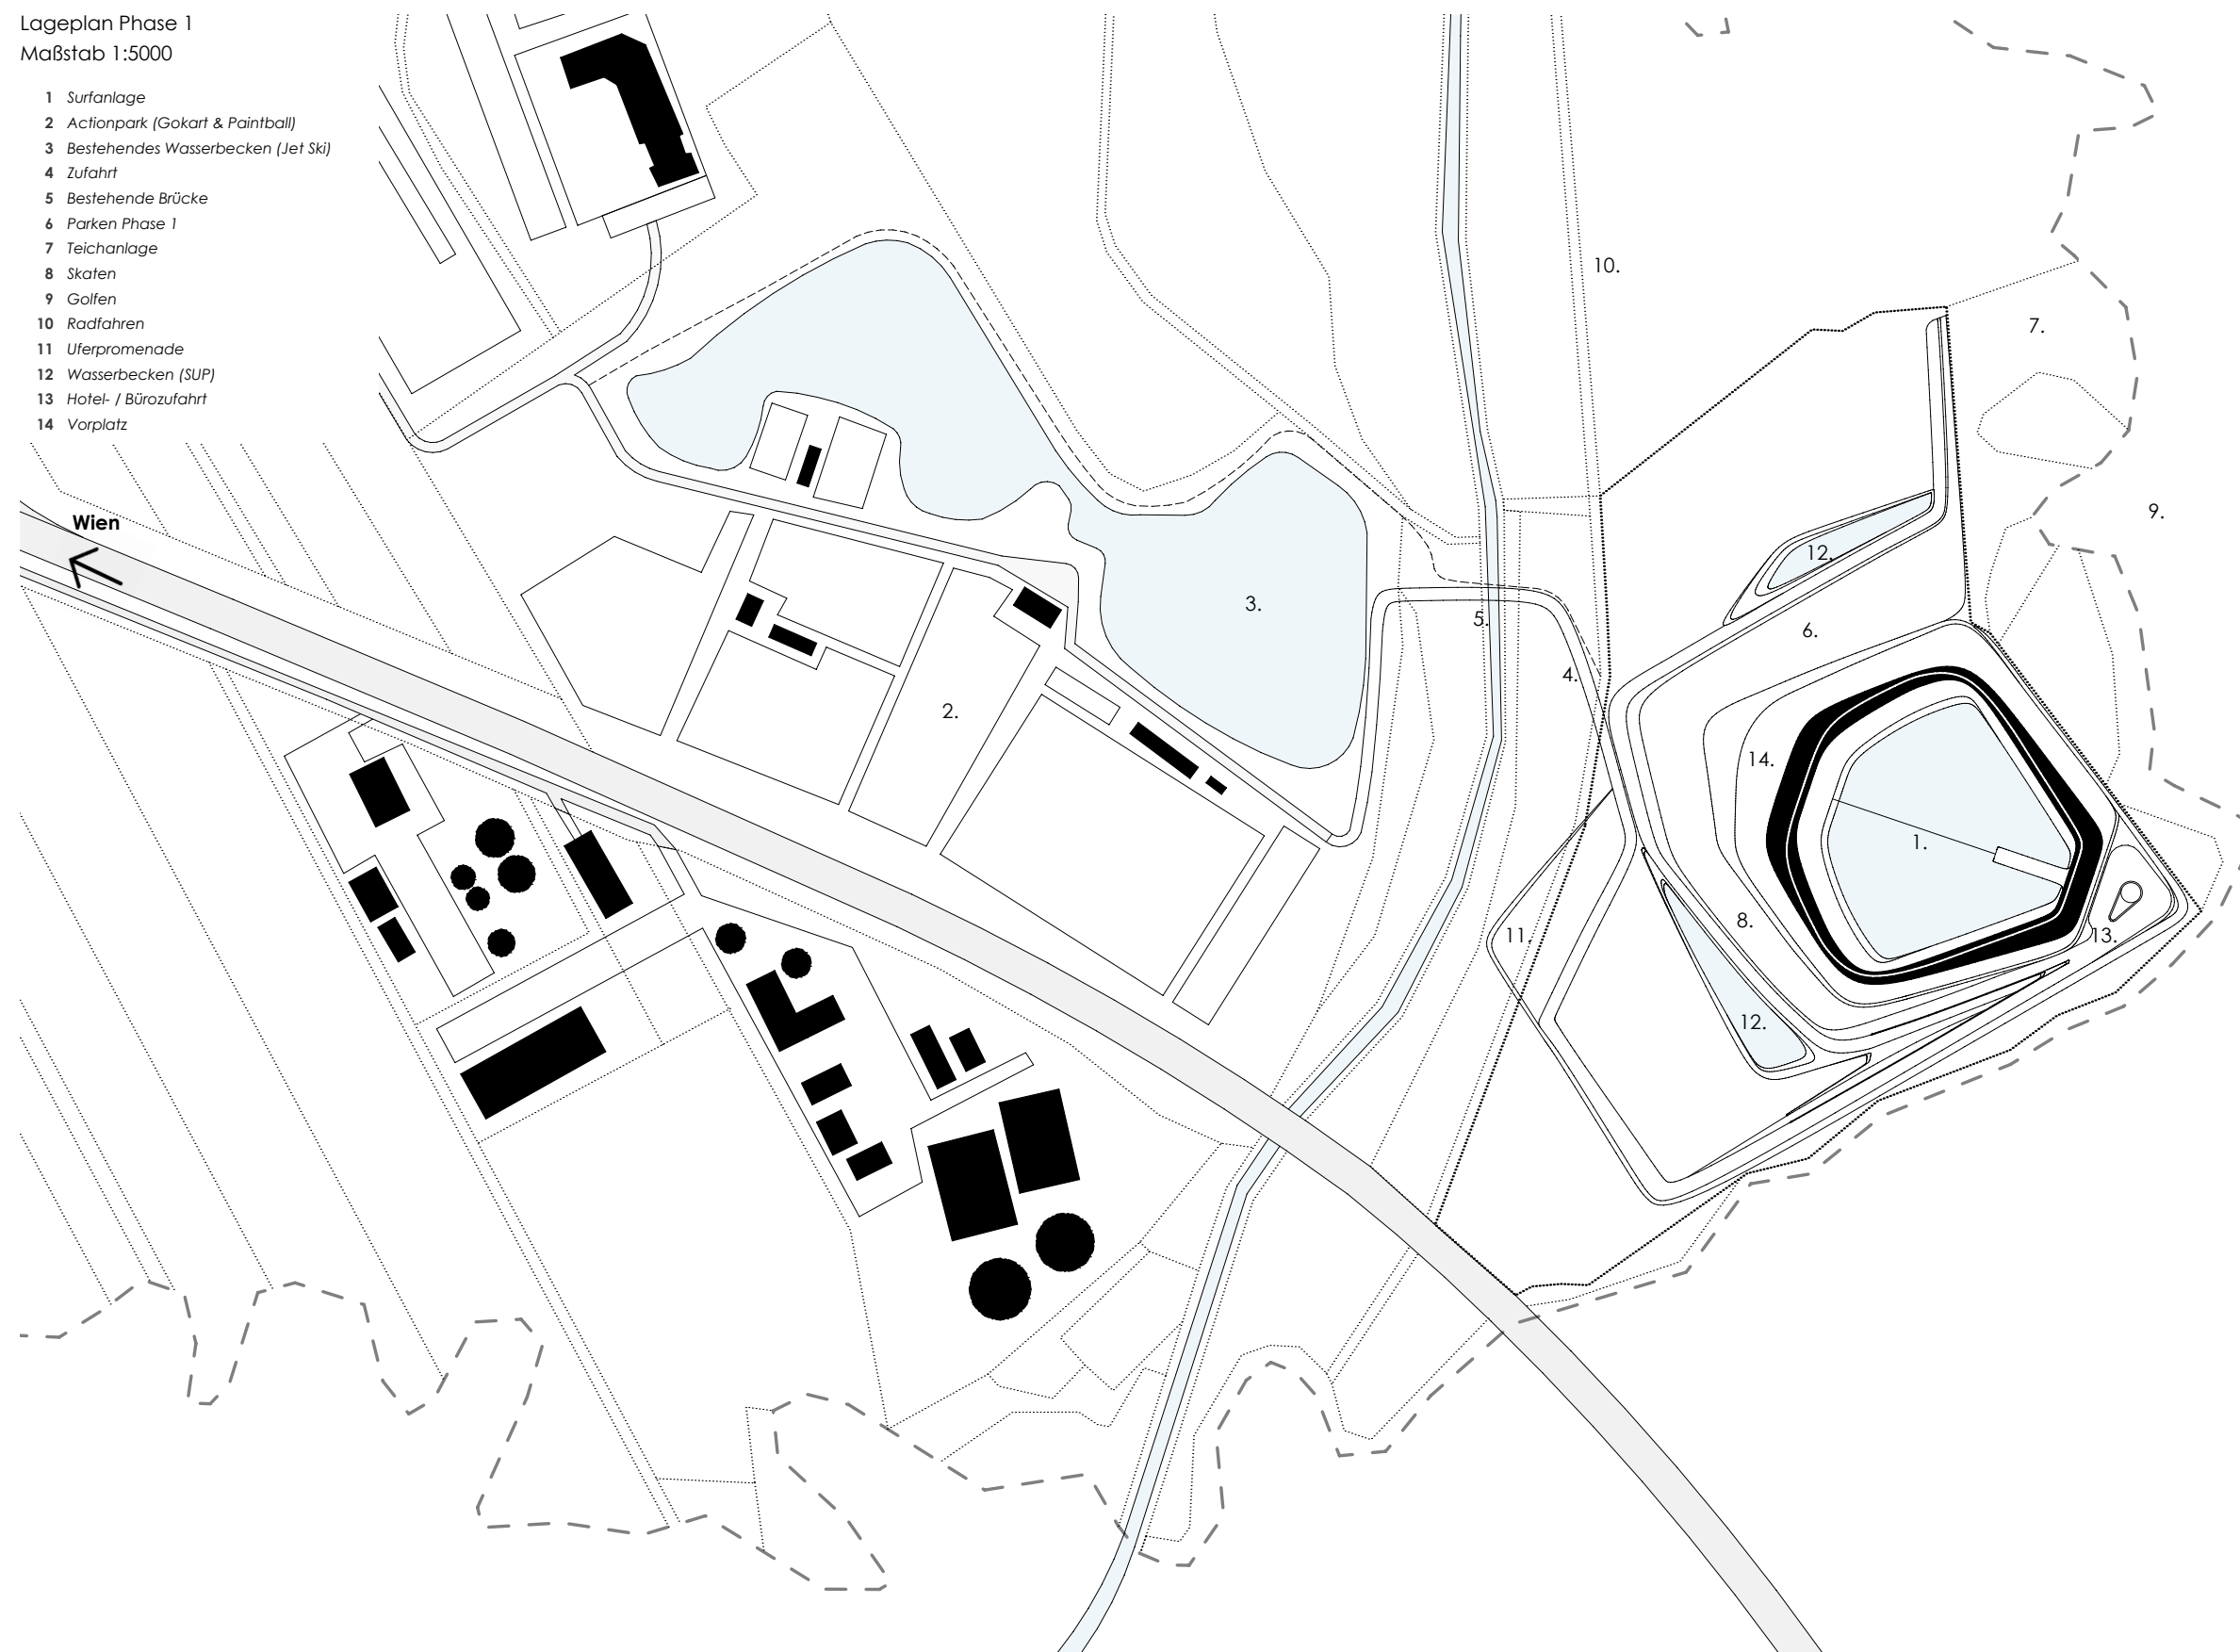 Lageplan Phase 1
Maßstab 1:5000
1 Surfanlage
2 Actionpark (Gokart & Paintball)
3 Bestehendes Wasserbecken (Jet Ski)
4 Zufahrt
5 Bestehende Brücke
6 Parken Phase 1
7 Teichanlage
8 Skaten
9 Golfen
10 Radfahren
11 Uferpromenade
12 Wasserbecken (SUP)
13 Hotel- / Bürozufahrt
14 Vorplatz
10.
7.
9.
Wien
12.
3.
5.
6.
4.
2.
14.
1.
8.
11.
13.
12.